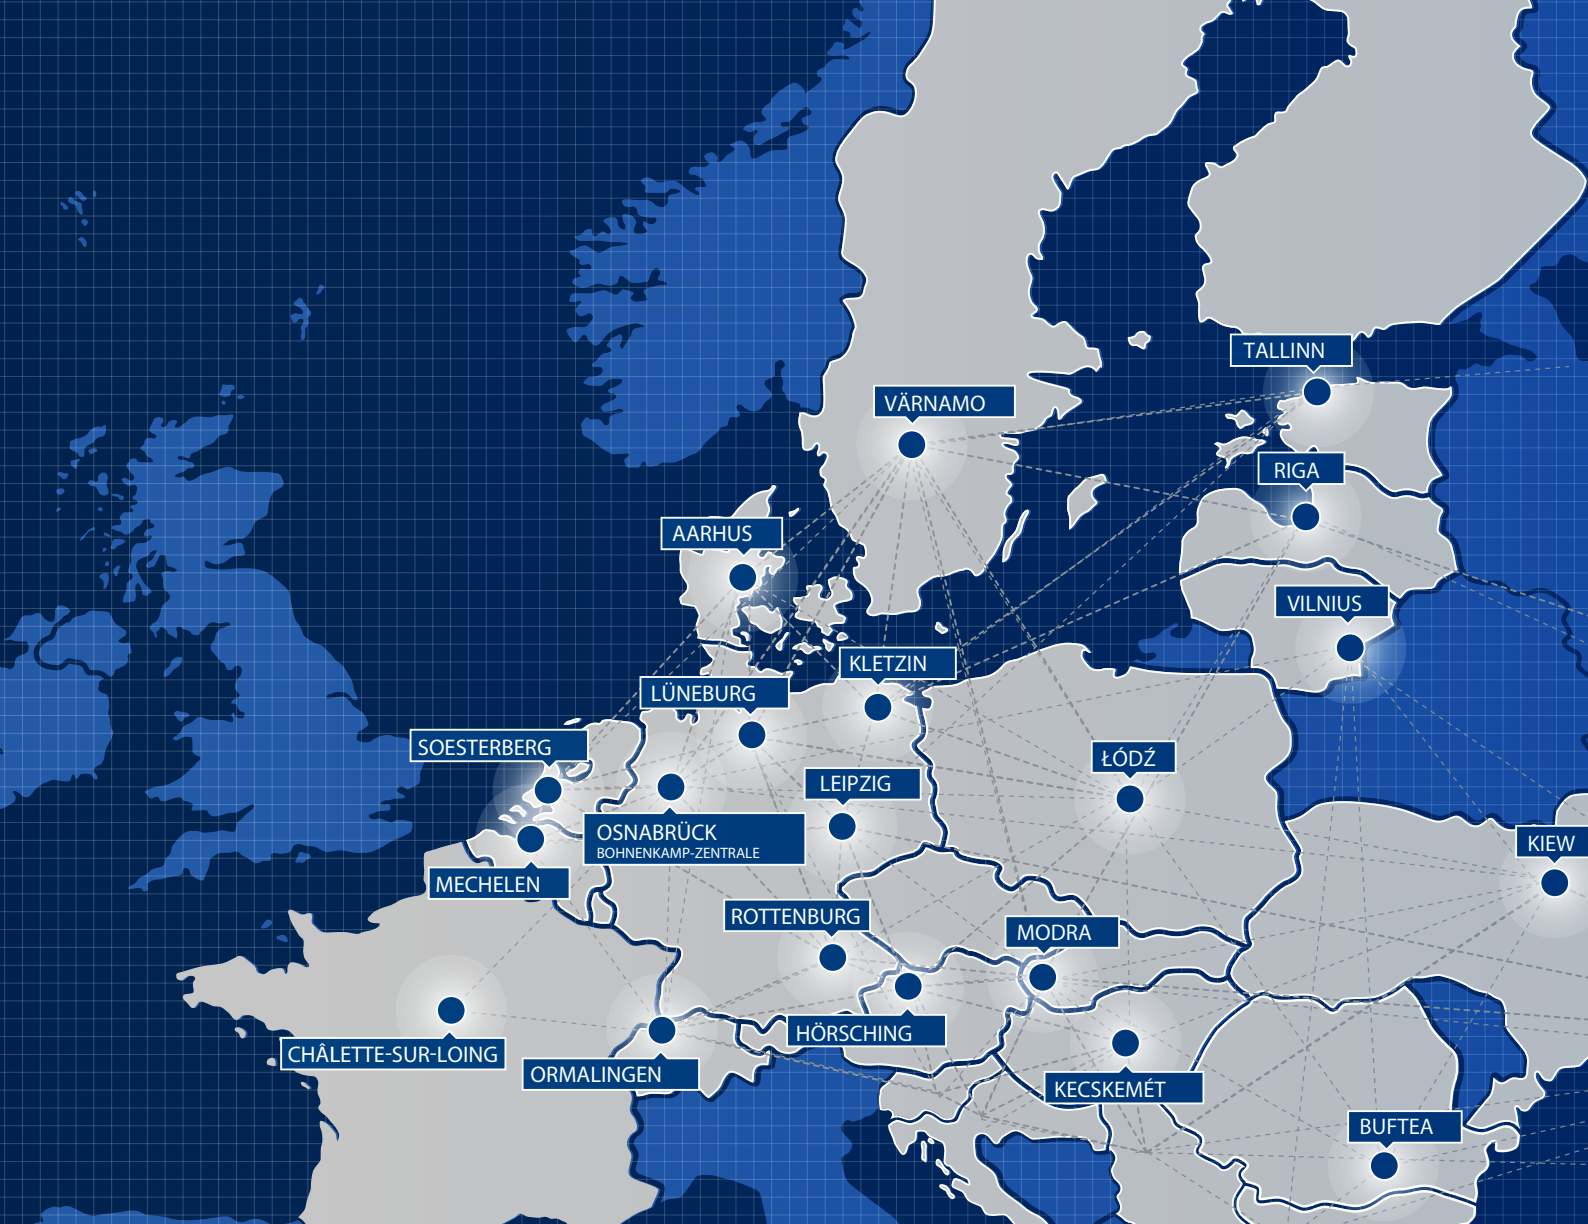 TALLINN
VÄRNAMO
RIGA
AARHUS
VILNIUS
KLETZIN
LÜNEBURG
SOESTERBERG
ŁÓDŹ
LEIPZIG
OSNABRÜCK
BOHNENKAMP-ZENTRALE
KIEW
MECHELEN
ROTTENBURG
MODRA
HÖRSCHING
CHÂLETTE-SUR-LOING
ORMALINGEN
KECSKEMÉT
BUFTEA